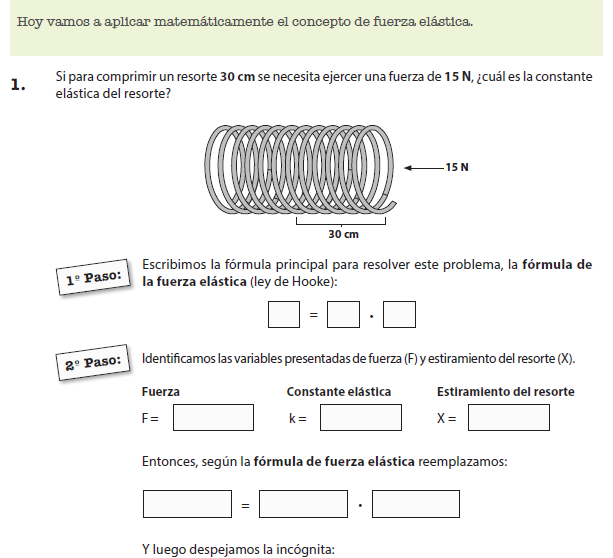 Hoy vamos a aplicar matemáticamente el concepto de fuerza elástica.
1.
Si para comprimir un resorte 30 cm se necesita ejercer una fuerza de 15 N, ¿cuál es la constante
elástica del resorte?
15 N
30 cm
1º Paso:
Escribimos la fórmula principal para resolver este problema, la fórmula de
la fuerza elástica (ley de Hooke):
= ·
2º Paso:
Identificamos las variables presentadas de fuerza (F) y estiramiento del resorte (X).
Fuerza Constante elástica Estiramiento del resorte
F= k= X=
Entonces, según la fórmula de fuerza elástica reemplazamos:
= ·
Y luego despejamos la incógnita: